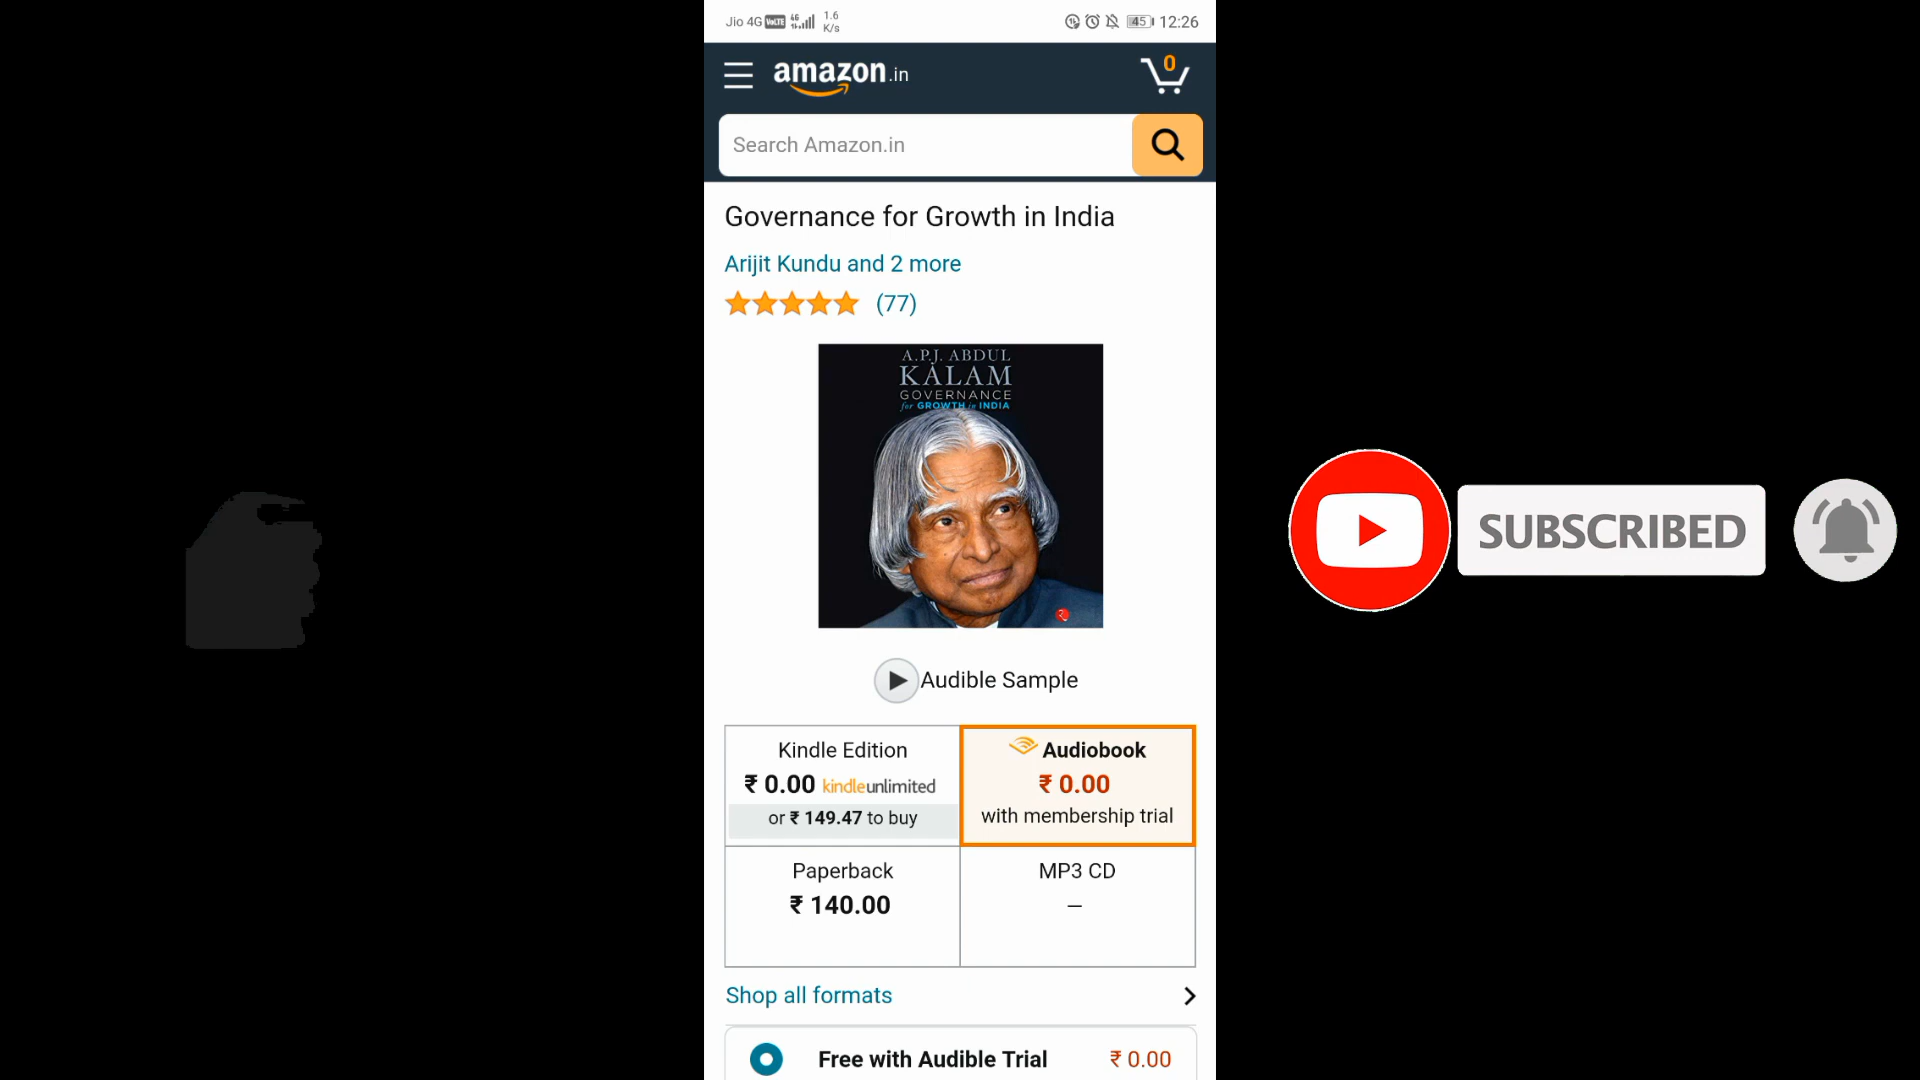 Jio 4G VoLTE 4G 1.6 K/s 45 12:26
amazon.in
0
Search Amazon.in
Governance for Growth in India
Arijit Kundu and 2 more
(77)
A.P.J. ABDUL
KALAM
GOVERNANCE
for GROWTH in INDIA
SUBSCRIBED
Audible Sample
Kindle Edition
₹ 0.00 kindleunlimited
or ₹ 149.47 to buy
Audiobook
₹ 0.00
with membership trial
Paperback
₹ 140.00
MP3 CD
—
Shop all formats
Free with Audible Trial ₹ 0.00